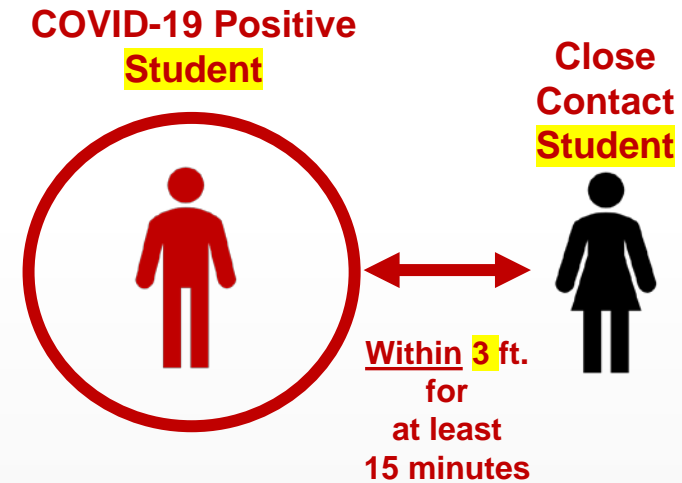 COVID-19 Positive
Student
Close
Contact
Student
Within 3 ft.
for
at least
15 minutes